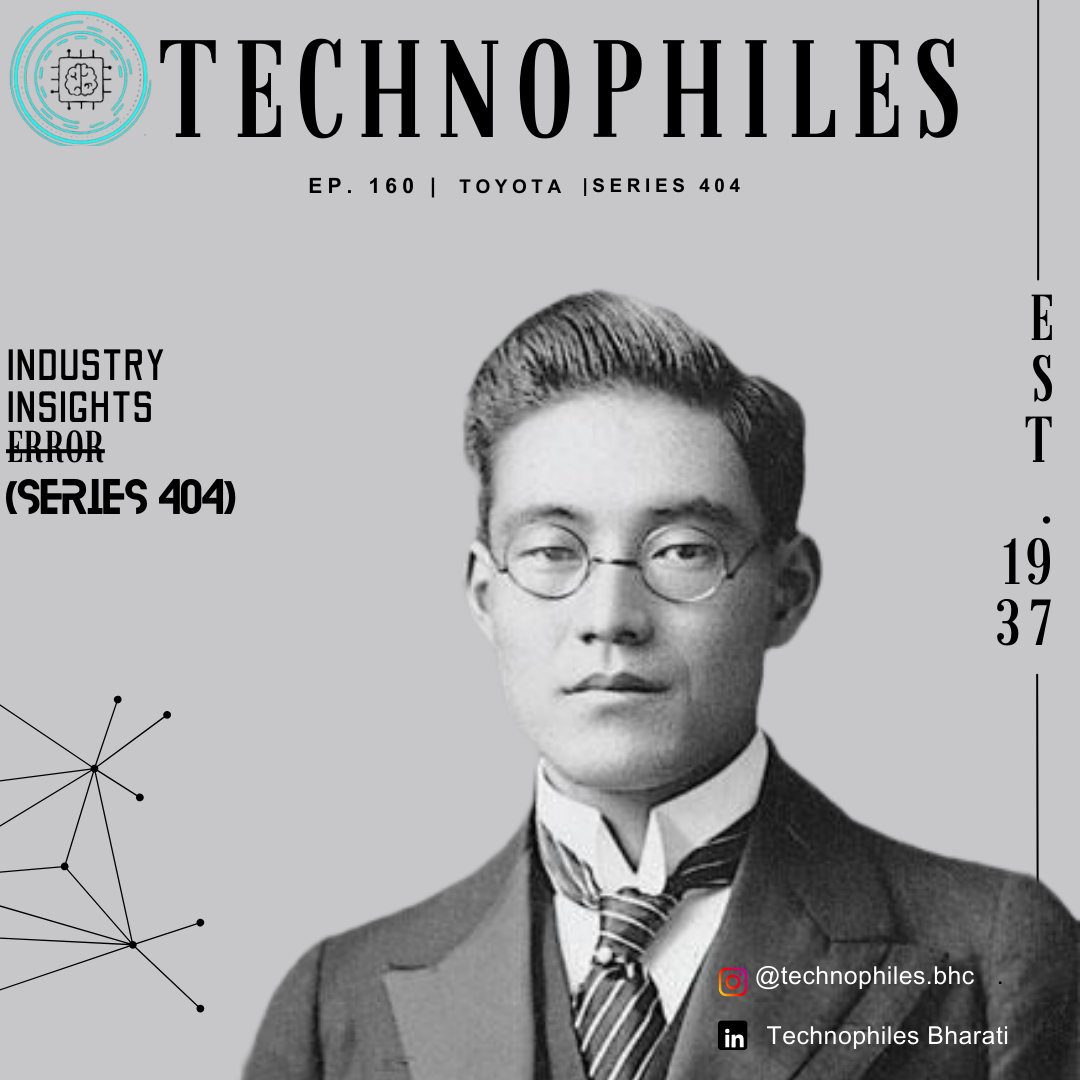 TECHNOPHILES
EP. 160 | TOYOTA |SERIES 404
INDUSTRY
INSIGHTS
ERROR
(SERIES 404)
E
S
T
.
19
37
@technophiles.bhc .
Technophiles Bharati